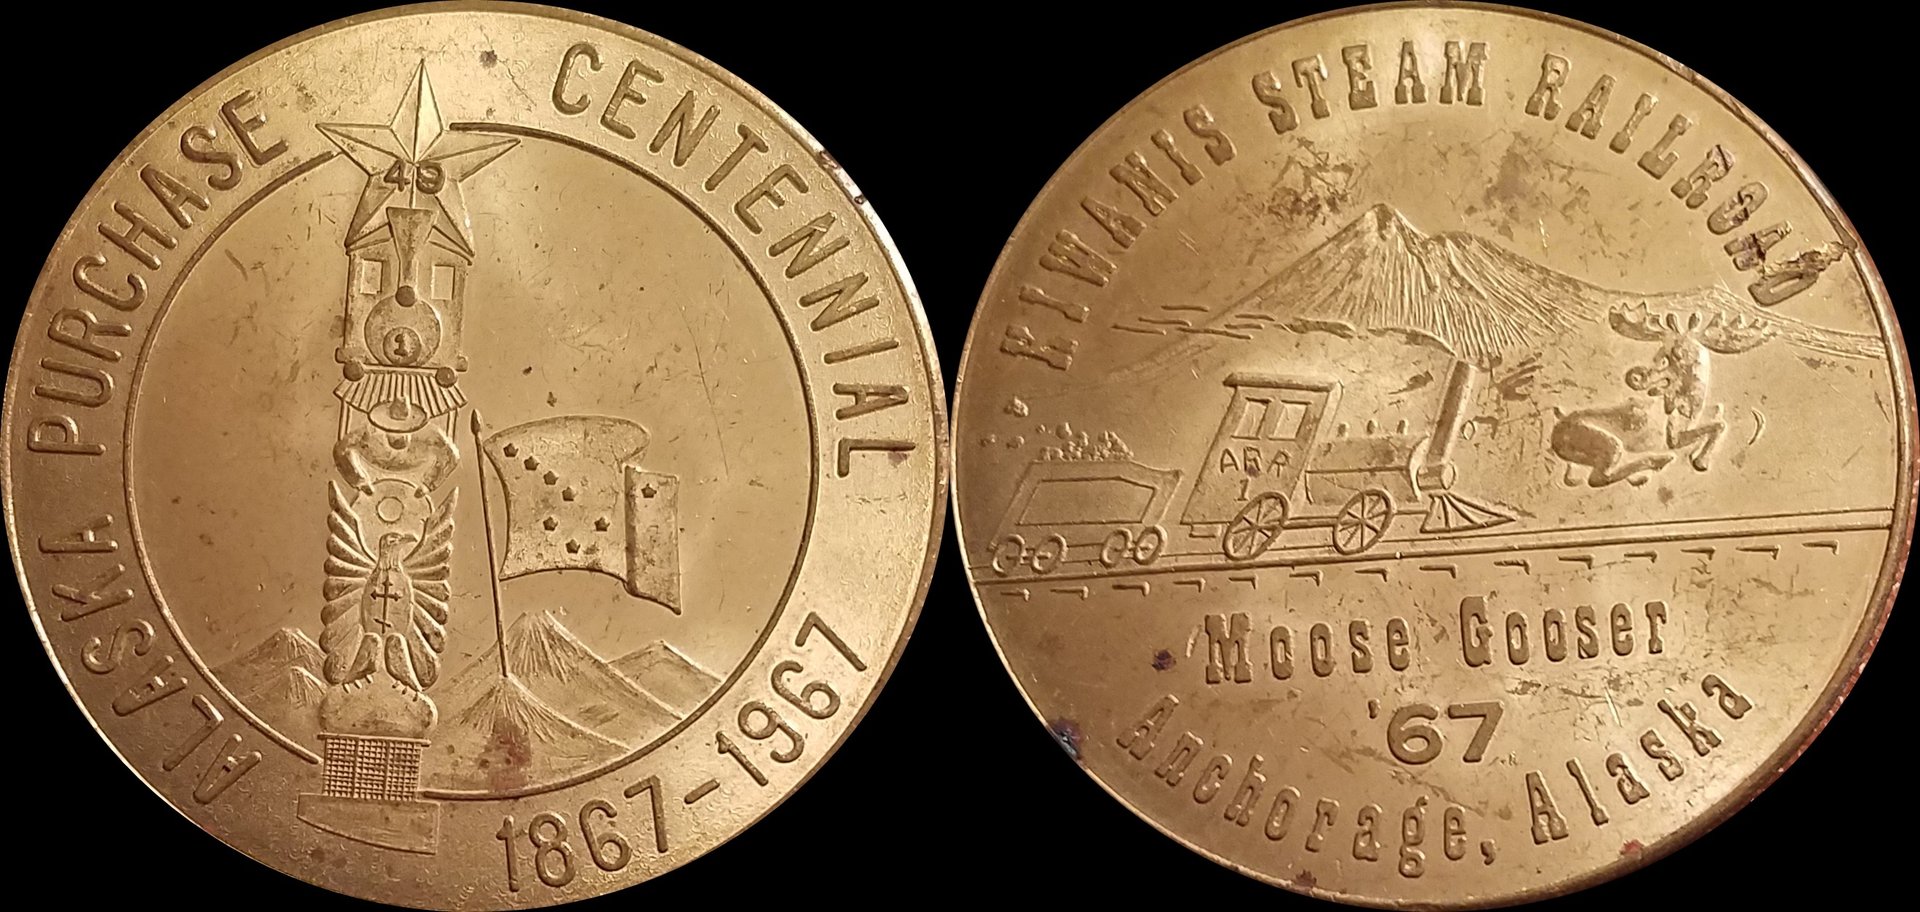 ALASKA PURCHASE CENTENNIAL
1867-1967
49
1
KIWANIS STEAM RAILROAD
ARR
1
Moose Gooser
'67
Anchorage, Alaska